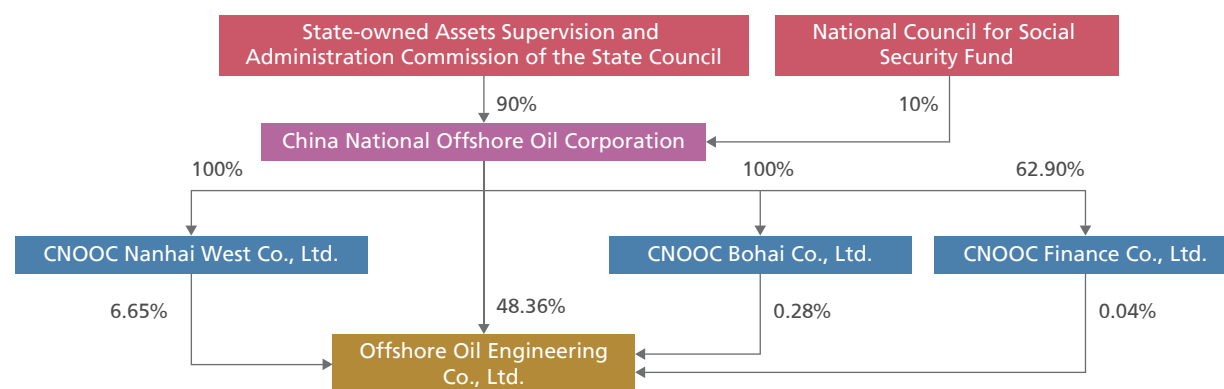 State-owned Assets Supervision and
Administration Commission of the State Council
National Council for Social
Security Fund
90%
10%
China National Offshore Oil Corporation
100%
100%
62.90%
CNOOC Nanhai West Co., Ltd.
CNOOC Bohai Co., Ltd.
CNOOC Finance Co., Ltd.
6.65%
48.36%
0.28%
0.04%
Offshore Oil Engineering
Co., Ltd.